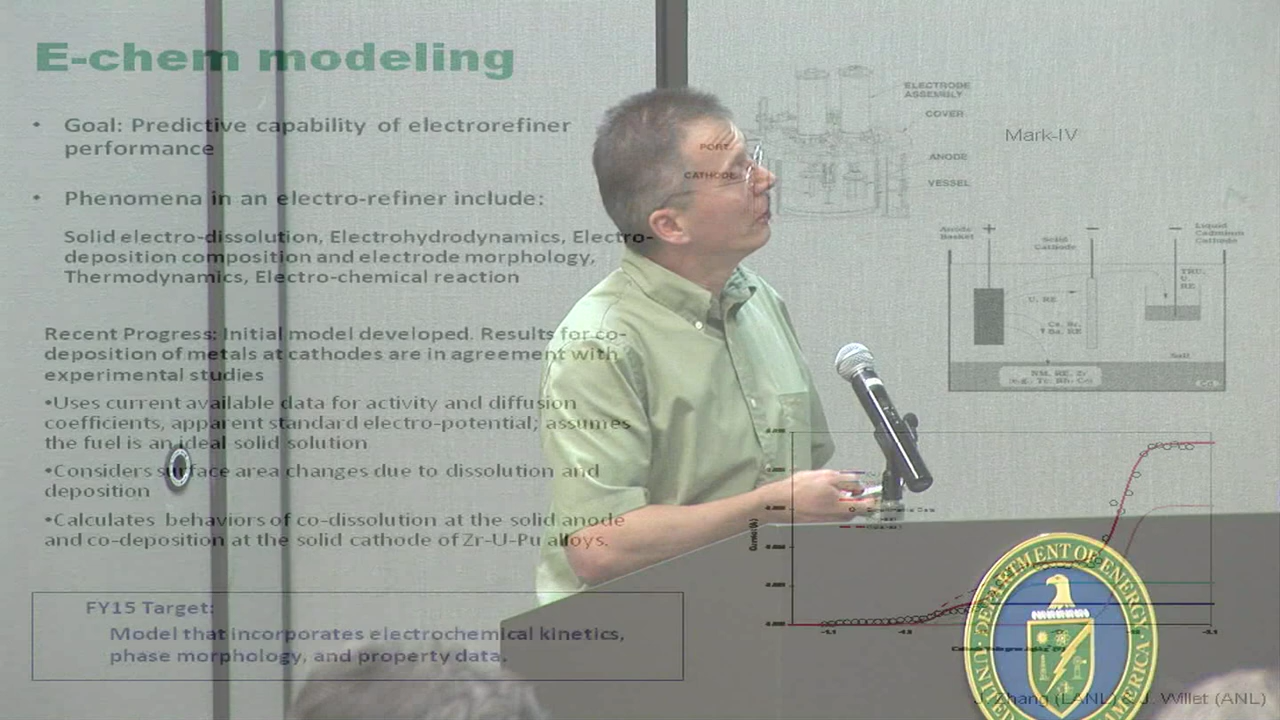 E-chem modeling
• Goal: Predictive capability of electrorefiner
performance
• Phenomena in an electro-refiner include:
Solid electro-dissolution, Electrohydrodynamics, Electro-
deposition composition and electrode morphology,
Thermodynamics, Electro-chemical reaction
Recent Progress: Initial model developed. Results for co-
deposition of metals at cathodes are in agreement with
experimental studies
•Uses current available data for activity and diffusion
coefficients, apparent standard electro-potential; assumes
the fuel is an ideal solid solution
•Considers surface area changes due to dissolution and
deposition
•Calculates behaviors of co-dissolution at the solid anode
and co-deposition at the solid cathode of Zr-U-Pu alloys.
FY15 Target:
Model that incorporates electrochemical kinetics,
phase morphology, and property data.
ELECTRODE
ASSEMBLY
COVER
Mark-IV
PORT
ANODE
CATHODE
VESSEL
Anode
Basket
Solid
Cathode
Liquid
Cadmium
Cathode
TRU,
U,
RE
U, RE
Salt
DEPARTMENT OF ENERGY
J. Zhang (LANL) & J. Willet (ANL)